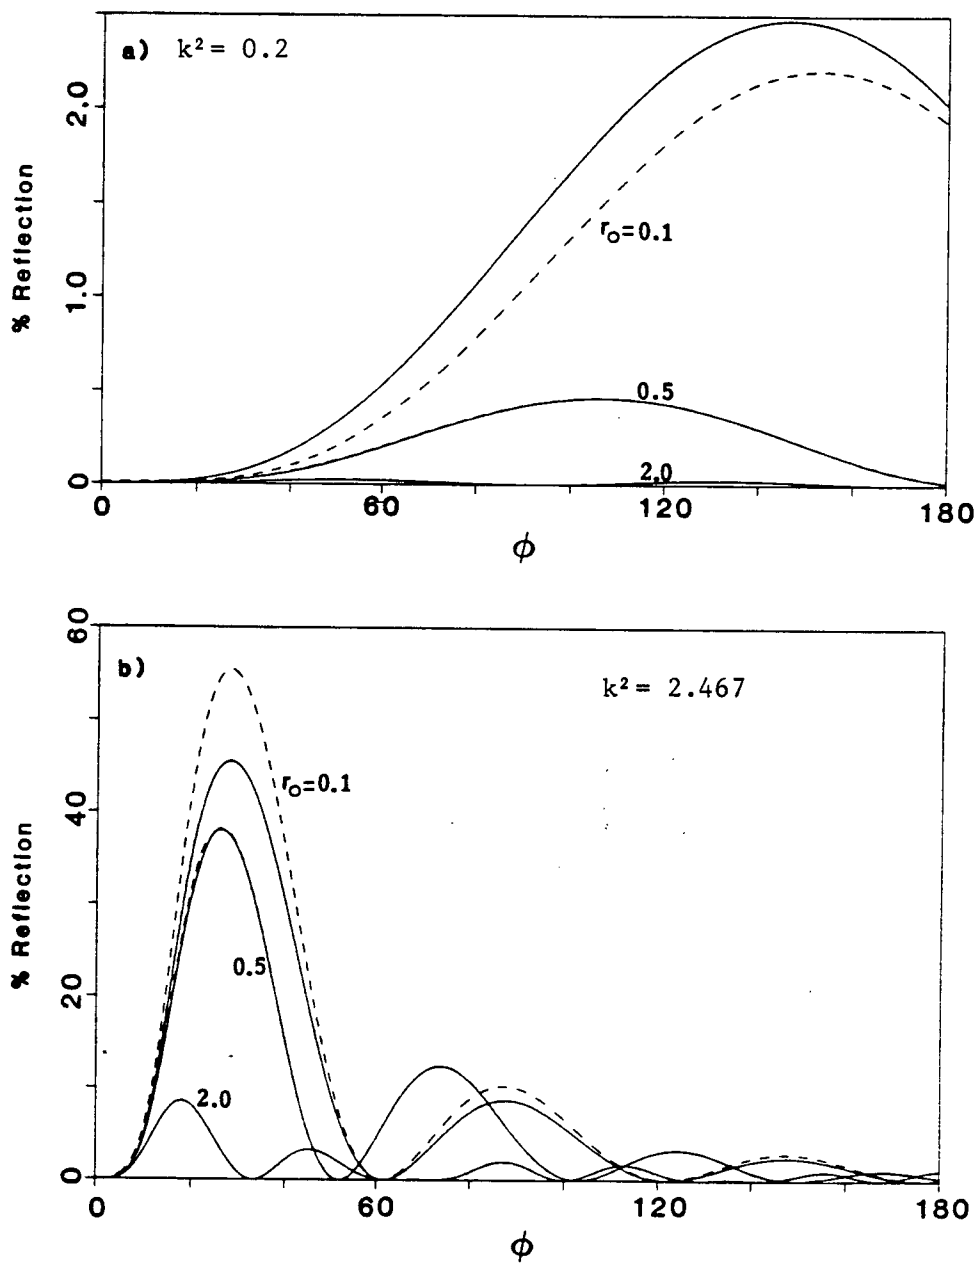 a) k² = 0.2
% Reflection
2.0
1.0
0
r₀=0.1
0.5
2.0
0 60 120 180
ϕ
b) k² = 2.467
% Reflection
60
40
20
0
r₀=0.1
0.5
2.0
0 60 120 180
ϕ